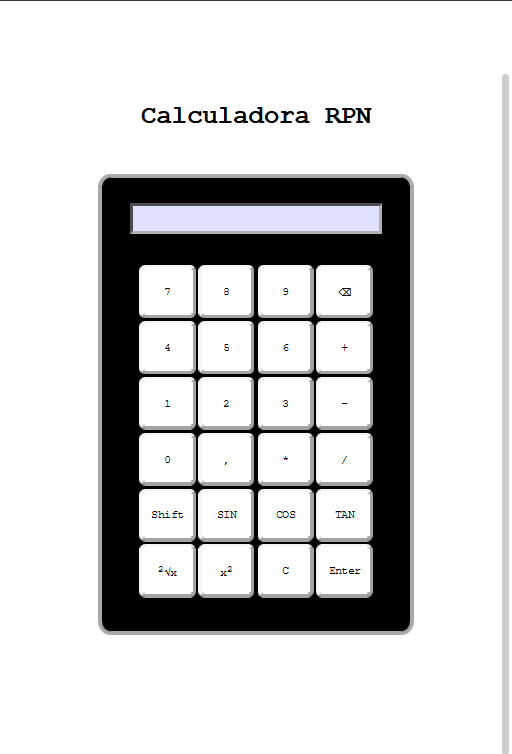 Calculadora RPN
7 8 9 ⌫
4 5 6 +
1 2 3 -
0 , * /
Shift SIN COS TAN
²√x x² C Enter